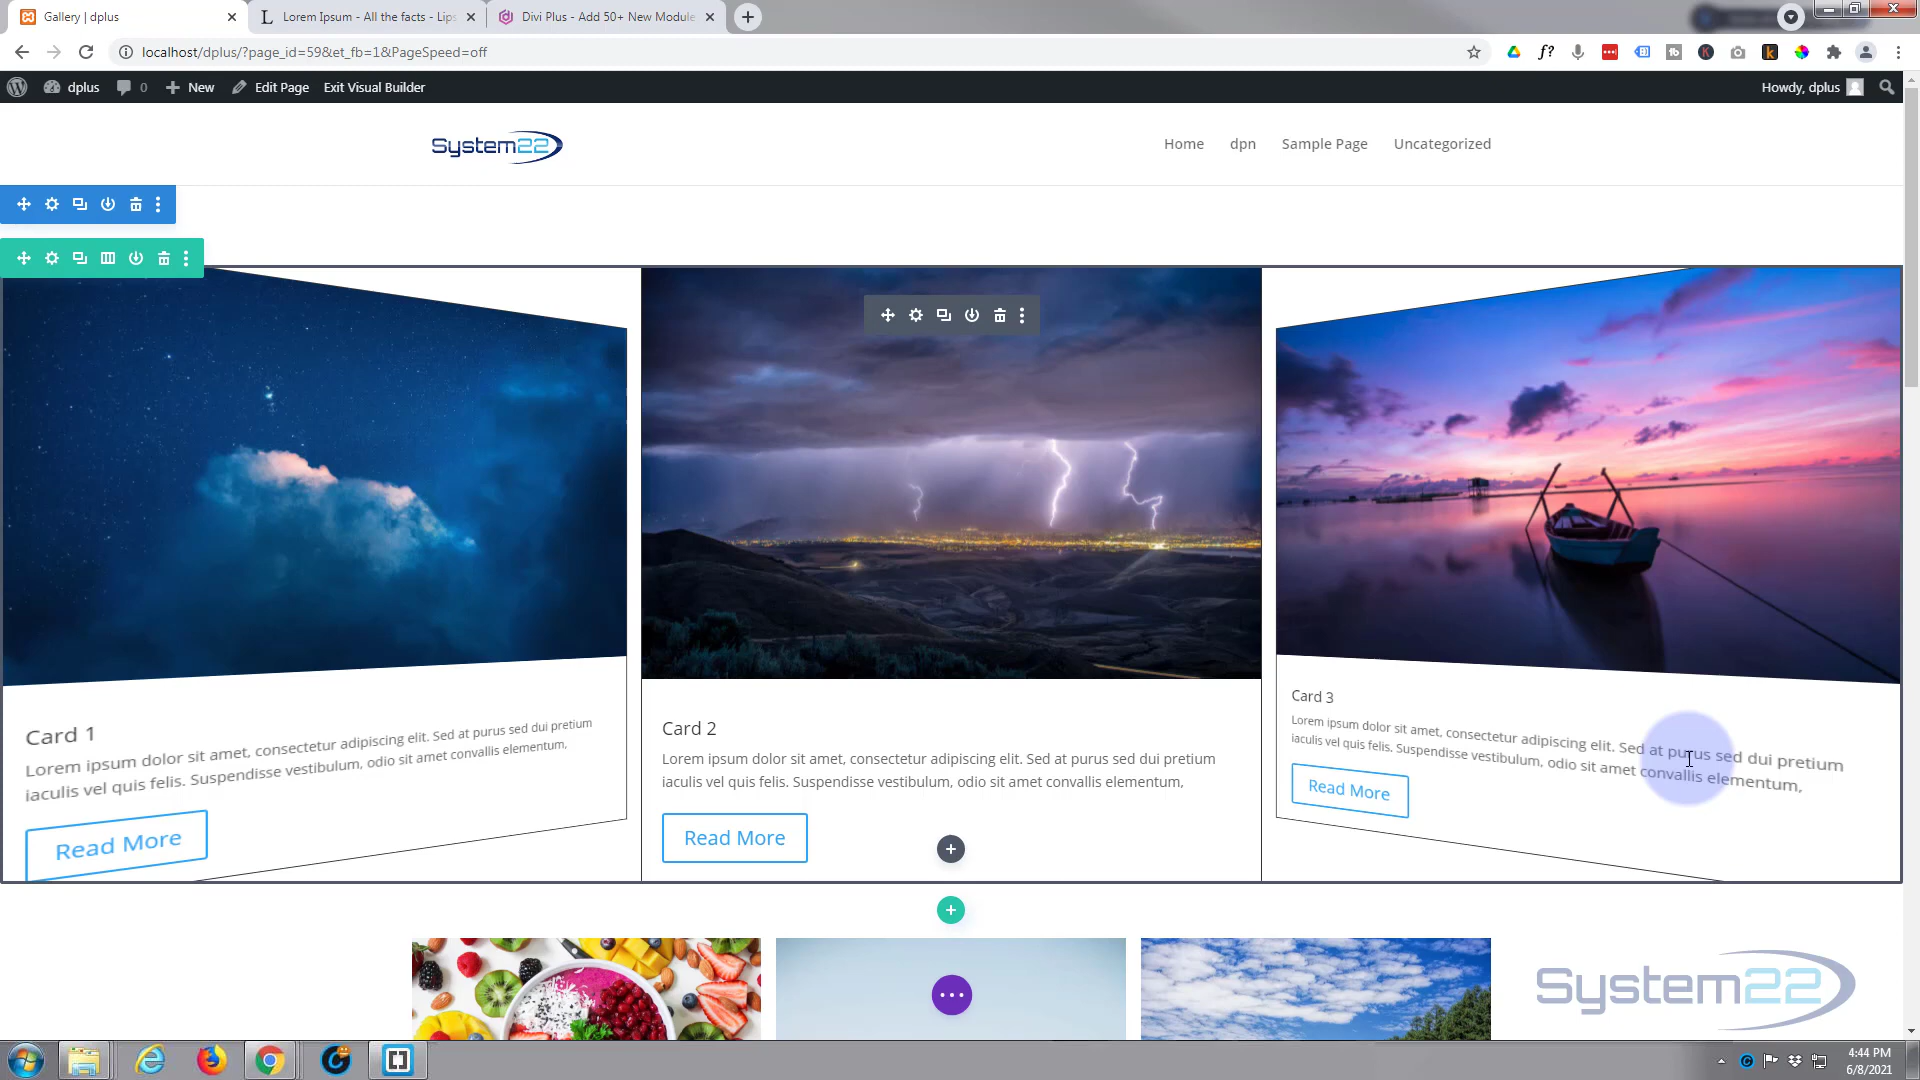 Gallery | dplus
Lorem Ipsum - All the facts - Lips
Divi Plus - Add 50+ New Module
localhost/dplus/?page_id=59&et_fb=1&PageSpeed=off
dplus 0 New Edit Page Exit Visual Builder Howdy, dplus
System22
Home dpn Sample Page Uncategorized
Card 1
Lorem ipsum dolor sit amet, consectetur adipiscing elit. Sed at purus sed dui pretium
iaculis vel quis felis. Suspendisse vestibulum, odio sit amet convallis elementum,
Read More
Card 2
Lorem ipsum dolor sit amet, consectetur adipiscing elit. Sed at purus sed dui pretium
iaculis vel quis felis. Suspendisse vestibulum, odio sit amet convallis elementum,
Read More
Card 3
Lorem ipsum dolor sit amet, consectetur adipiscing elit. Sed at purus sed dui pretium
iaculis vel quis felis. Suspendisse vestibulum, odio sit amet convallis elementum,
Read More
System22
4:44 PM
6/8/2021